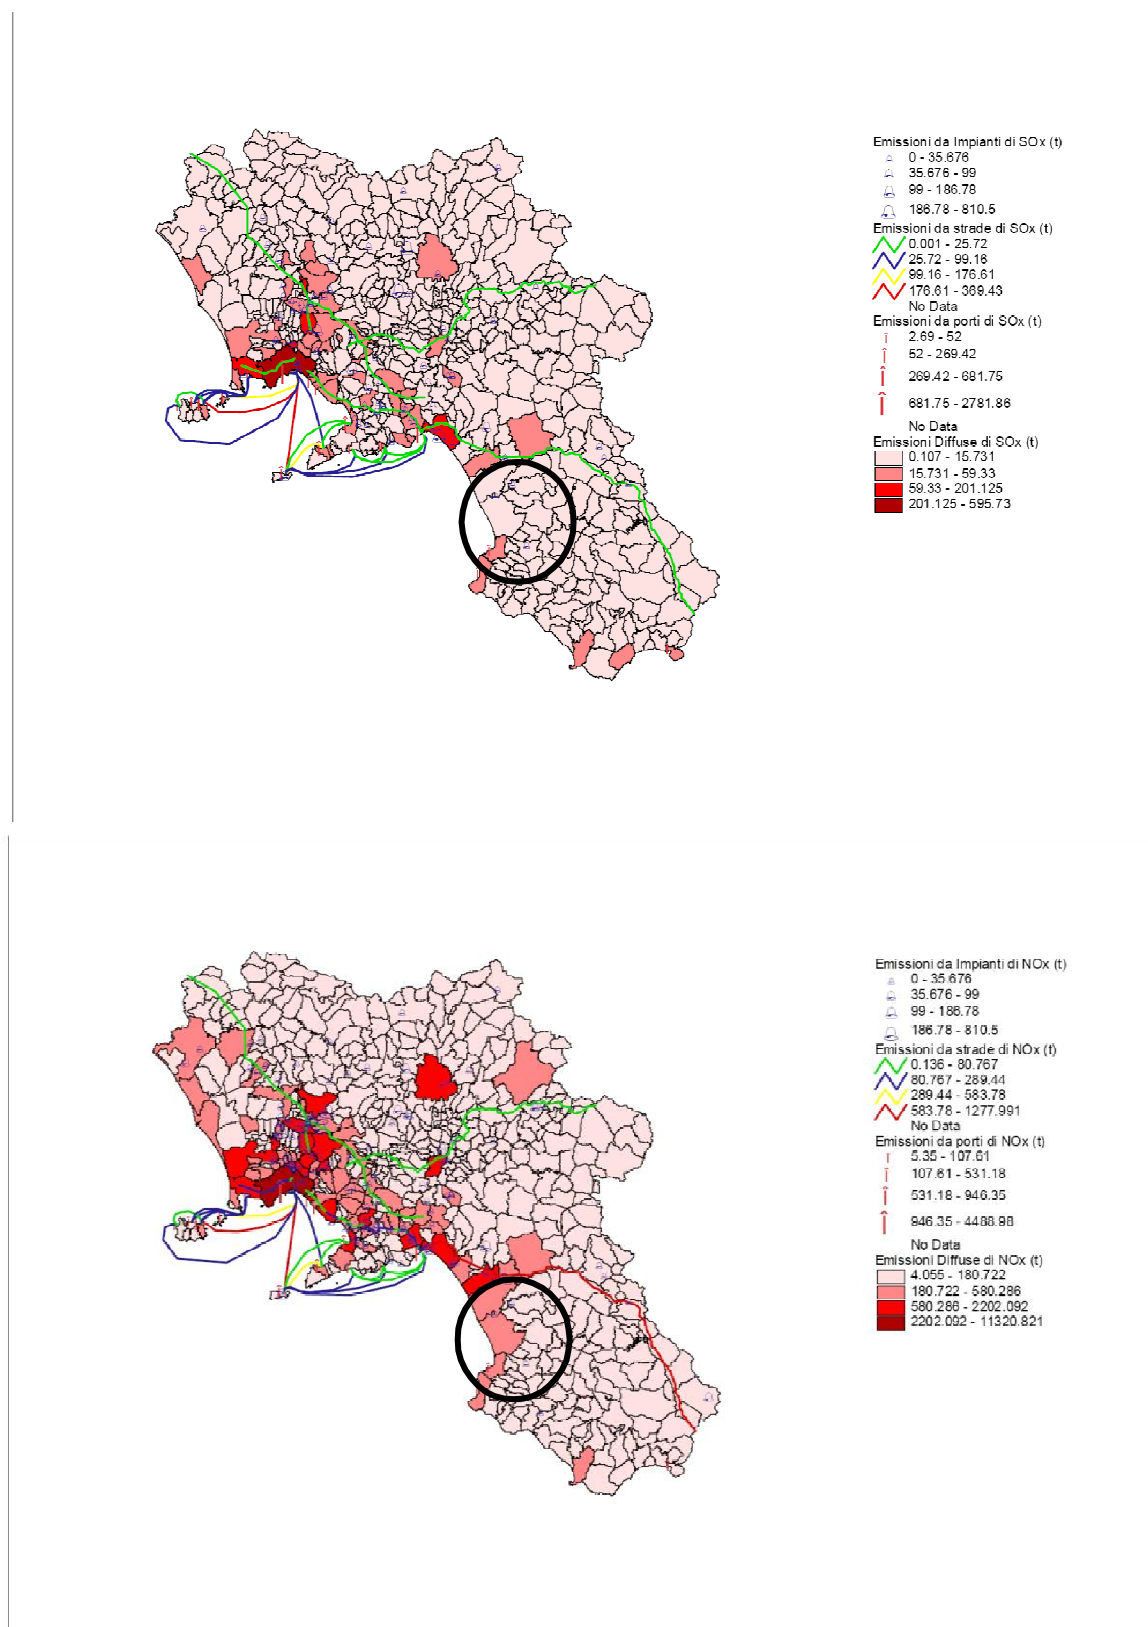 Emissioni da Impianti di SOx (t)
0 - 35.676
35.676 - 99
99 - 186.78
186.78 - 810.5
Emissioni da strade di SOx (t)
0.001 - 25.72
25.72 - 99.16
99.16 - 176.61
176.61 - 369.43
No Data
Emissioni da porti di SOx (t)
2.69 - 52
52 - 269.42
269.42 - 681.75
681.75 - 2781.86
No Data
Emissioni Diffuse di SOx (t)
0.107 - 15.731
15.731 - 59.33
59.33 - 201.125
201.125 - 595.73
Emissioni da Impianti di NOx (t)
0 - 35.676
35.676 - 99
99 - 186.78
186.78 - 810.5
Emissioni da strade di NOx (t)
0.136 - 80.767
80.767 - 289.44
289.44 - 583.78
583.78 - 1277.991
No Data
Emissioni da porti di NOx (t)
5.35 - 107.61
107.61 - 531.18
531.18 - 946.35
946.35 - 4488.98
No Data
Emissioni Diffuse di NOx (t)
4.055 - 180.722
180.722 - 580.286
580.286 - 2202.092
2202.092 - 11320.821